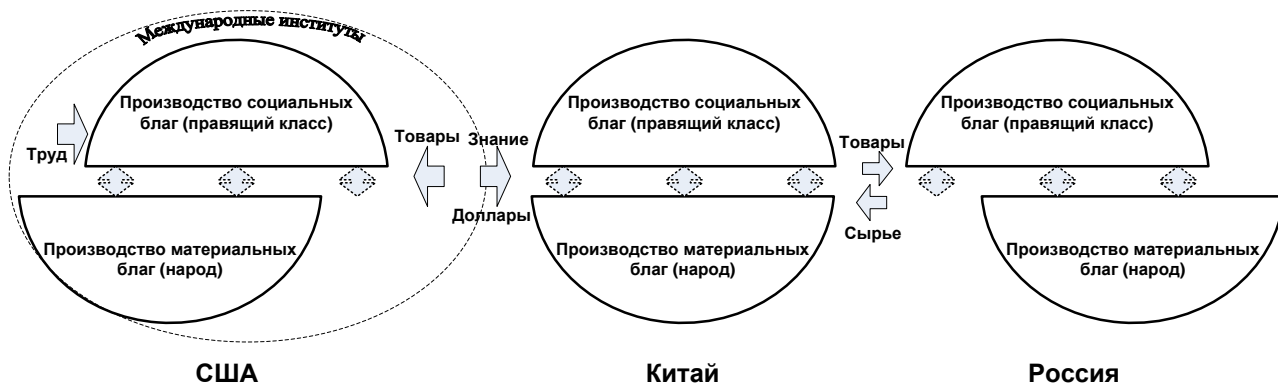 Международные институты
Производство социальных
благ (правящий класс)
Труд
Товары
Знание
Доллары
Производство материальных
благ (народ)
Производство социальных
благ (правящий класс)
Производство материальных
благ (народ)
Товары
Сырье
Производство социальных
благ (правящий класс)
Производство материальных
благ (народ)
США
Китай
Россия